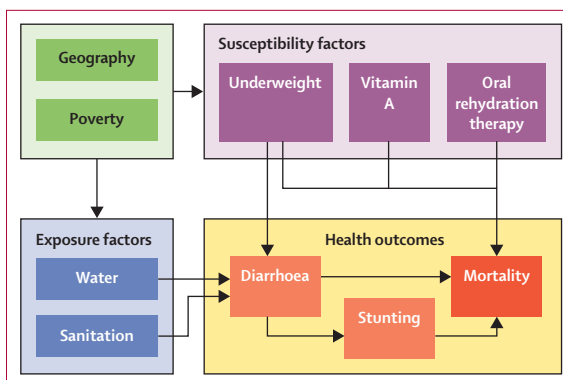 Geography
Poverty
Susceptibility factors
Underweight
Vitamin
A
Oral
rehydration
therapy
Exposure factors
Water
Sanitation
Health outcomes
Diarrhoea
Mortality
Stunting